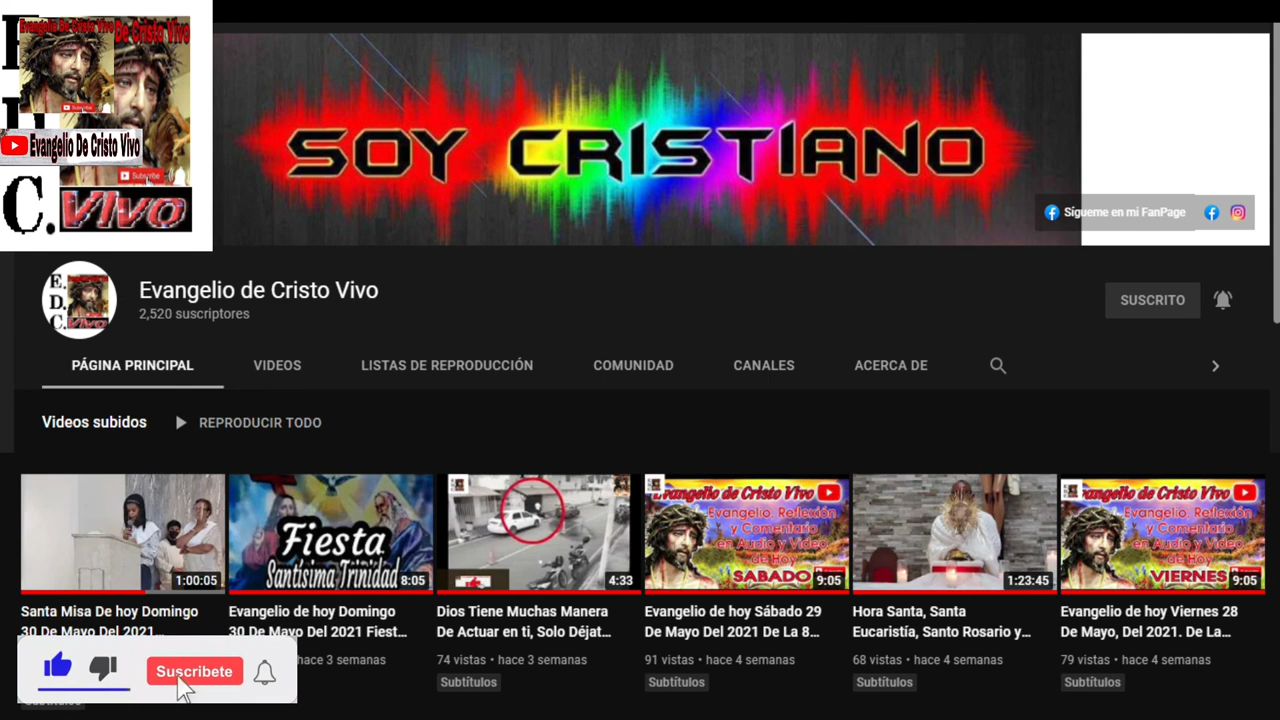 E
Evangelio De Cristo Vivo
De Cristo Vivo
Subscribe
Evangelio De Cristo Vivo
Subscribe
C. Vivo
SOY CRISTIANO
Sígueme en mi FanPage
E.
D.
C. Vivo
Evangelio de Cristo Vivo
2,520 suscriptores
SUSCRITO
PÁGINA PRINCIPAL VIDEOS LISTAS DE REPRODUCCIÓN COMUNIDAD CANALES ACERCA DE
Videos subidos REPRODUCIR TODO
1:00:05
Fiesta
Santísima Trinidad
8:05
4:33
Evangelio de Cristo Vivo
Evangelio, Reflexión
y Comentario
en Audio y Video
de Hoy
SABADO
9:05
1:23:45
Evangelio de Cristo Vivo
Evangelio, Reflexión
y Comentario
en Audio y Video
de Hoy
VIERNES
9:05
Santa Misa De hoy Domingo
30 De Mayo Del 2021...
Evangelio de hoy Domingo
30 De Mayo Del 2021 Fiest...
hace 3 semanas
Dios Tiene Muchas Manera
De Actuar en ti, Solo Déjat...
74 vistas • hace 3 semanas
Subtítulos
Evangelio de hoy Sábado 29
De Mayo Del 2021 De La 8...
91 vistas • hace 4 semanas
Subtítulos
Hora Santa, Santa
Eucaristía, Santo Rosario y...
68 vistas • hace 4 semanas
Subtítulos
Evangelio de hoy Viernes 28
De Mayo, Del 2021. De La...
79 vistas • hace 4 semanas
Subtítulos
Suscribete